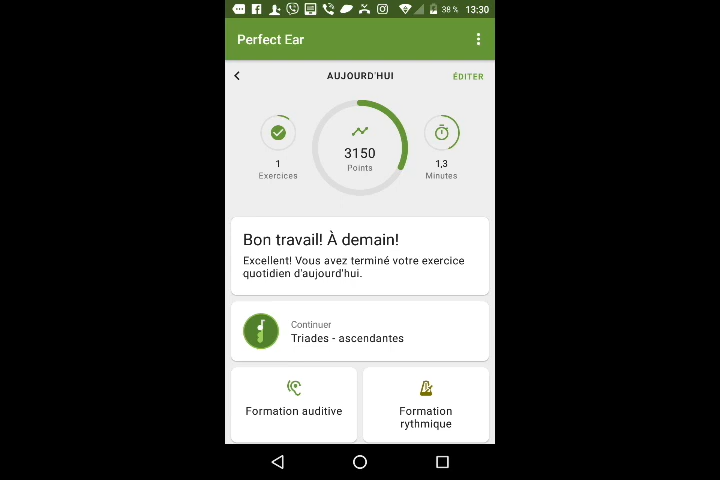 38 % 13:30
Perfect Ear
AUJOURD'HUI
ÉDITER
3150
Points
1
Exercices
1,3
Minutes
Bon travail! À demain!
Excellent! Vous avez terminé votre exercice
quotidien d'aujourd'hui.
Continuer
Triades - ascendantes
Formation auditive
Formation
rythmique